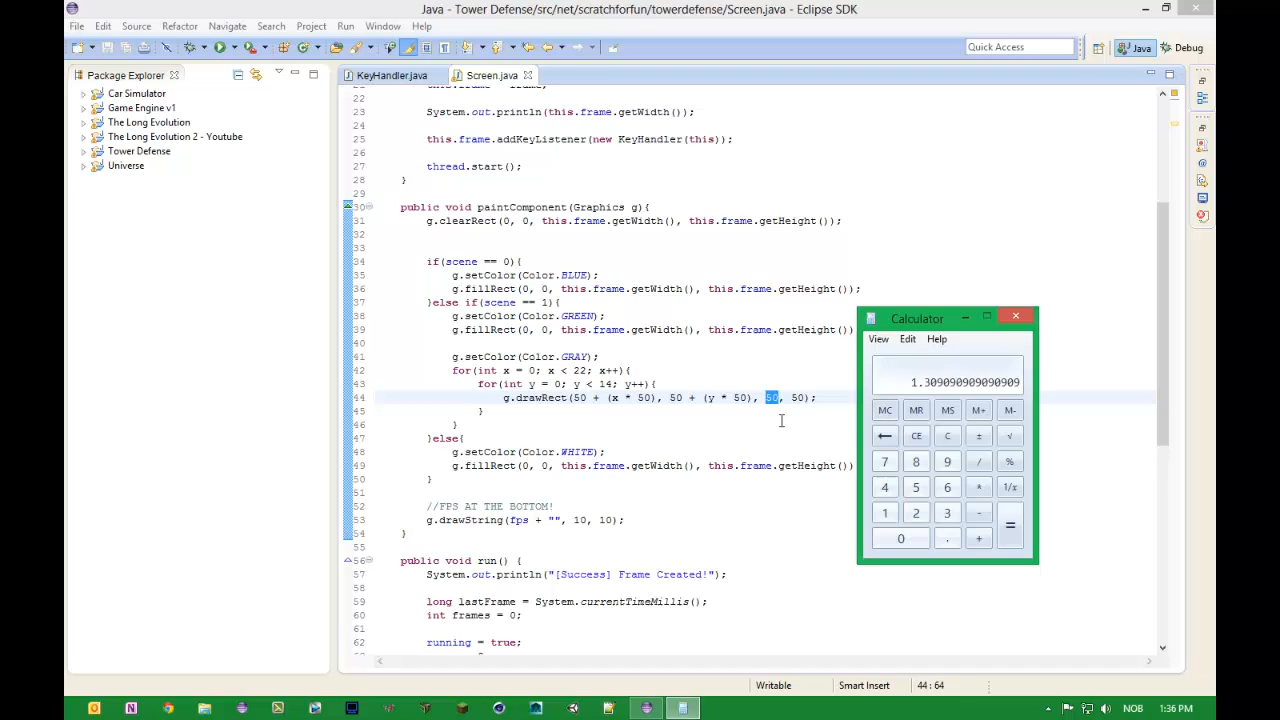 Java - Tower Defense/src/net/scratchforfun/towerdefense/Screen.java - Eclipse SDK
File Edit Source Refactor Navigate Search Project Run Window Help
Quick Access
Java
Debug
Package Explorer
Car Simulator
Game Engine v1
The Long Evolution
The Long Evolution 2 - Youtube
Tower Defense
Universe
KeyHandler.java
Screen.java
22
23 System.out.println(this.frame.getWidth());
24
25 this.frame.addKeyListener(new KeyHandler(this));
26
27 thread.start();
28 }
29
30 public void paintComponent(Graphics g){
31 g.clearRect(0, 0, this.frame.getWidth(), this.frame.getHeight());
32
33
34 if(scene == 0){
35 g.setColor(Color.BLUE);
36 g.fillRect(0, 0, this.frame.getWidth(), this.frame.getHeight());
37 }else if(scene == 1){
38 g.setColor(Color.GREEN);
39 g.fillRect(0, 0, this.frame.getWidth(), this.frame.getHeight())
40
41 g.setColor(Color.GRAY);
42 for(int x = 0; x < 22; x++){
43 for(int y = 0; y < 14; y++){
44 g.drawRect(50 + (x * 50), 50 + (y * 50), 50, 50);
45 }
46 }
47 }else{
48 g.setColor(Color.WHITE);
49 g.fillRect(0, 0, this.frame.getWidth(), this.frame.getHeight())
50 }
51
52 //FPS AT THE BOTTOM!
53 g.drawString(fps + "", 10, 10);
54 }
55
56 public void run() {
57 System.out.println("[Success] Frame Created!");
58
59 long lastFrame = System.currentTimeMillis();
60 int frames = 0;
61
62 running = true;
Calculator
View Edit Help
1.309090909090909
MC MR MS M+ M-
← CE C ± √
7 8 9 / %
4 5 6 * 1/x
1 2 3 - =
0 . +
Writable
Smart Insert
44 : 64
NOB
1:36 PM